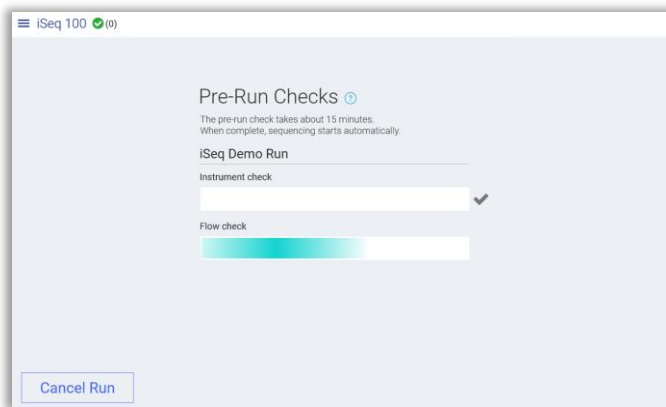 iSeq 100 (0)
Pre-Run Checks ?
The pre-run check takes about 15 minutes.
When complete, sequencing starts automatically.
iSeq Demo Run
Instrument check
Flow check
Cancel Run